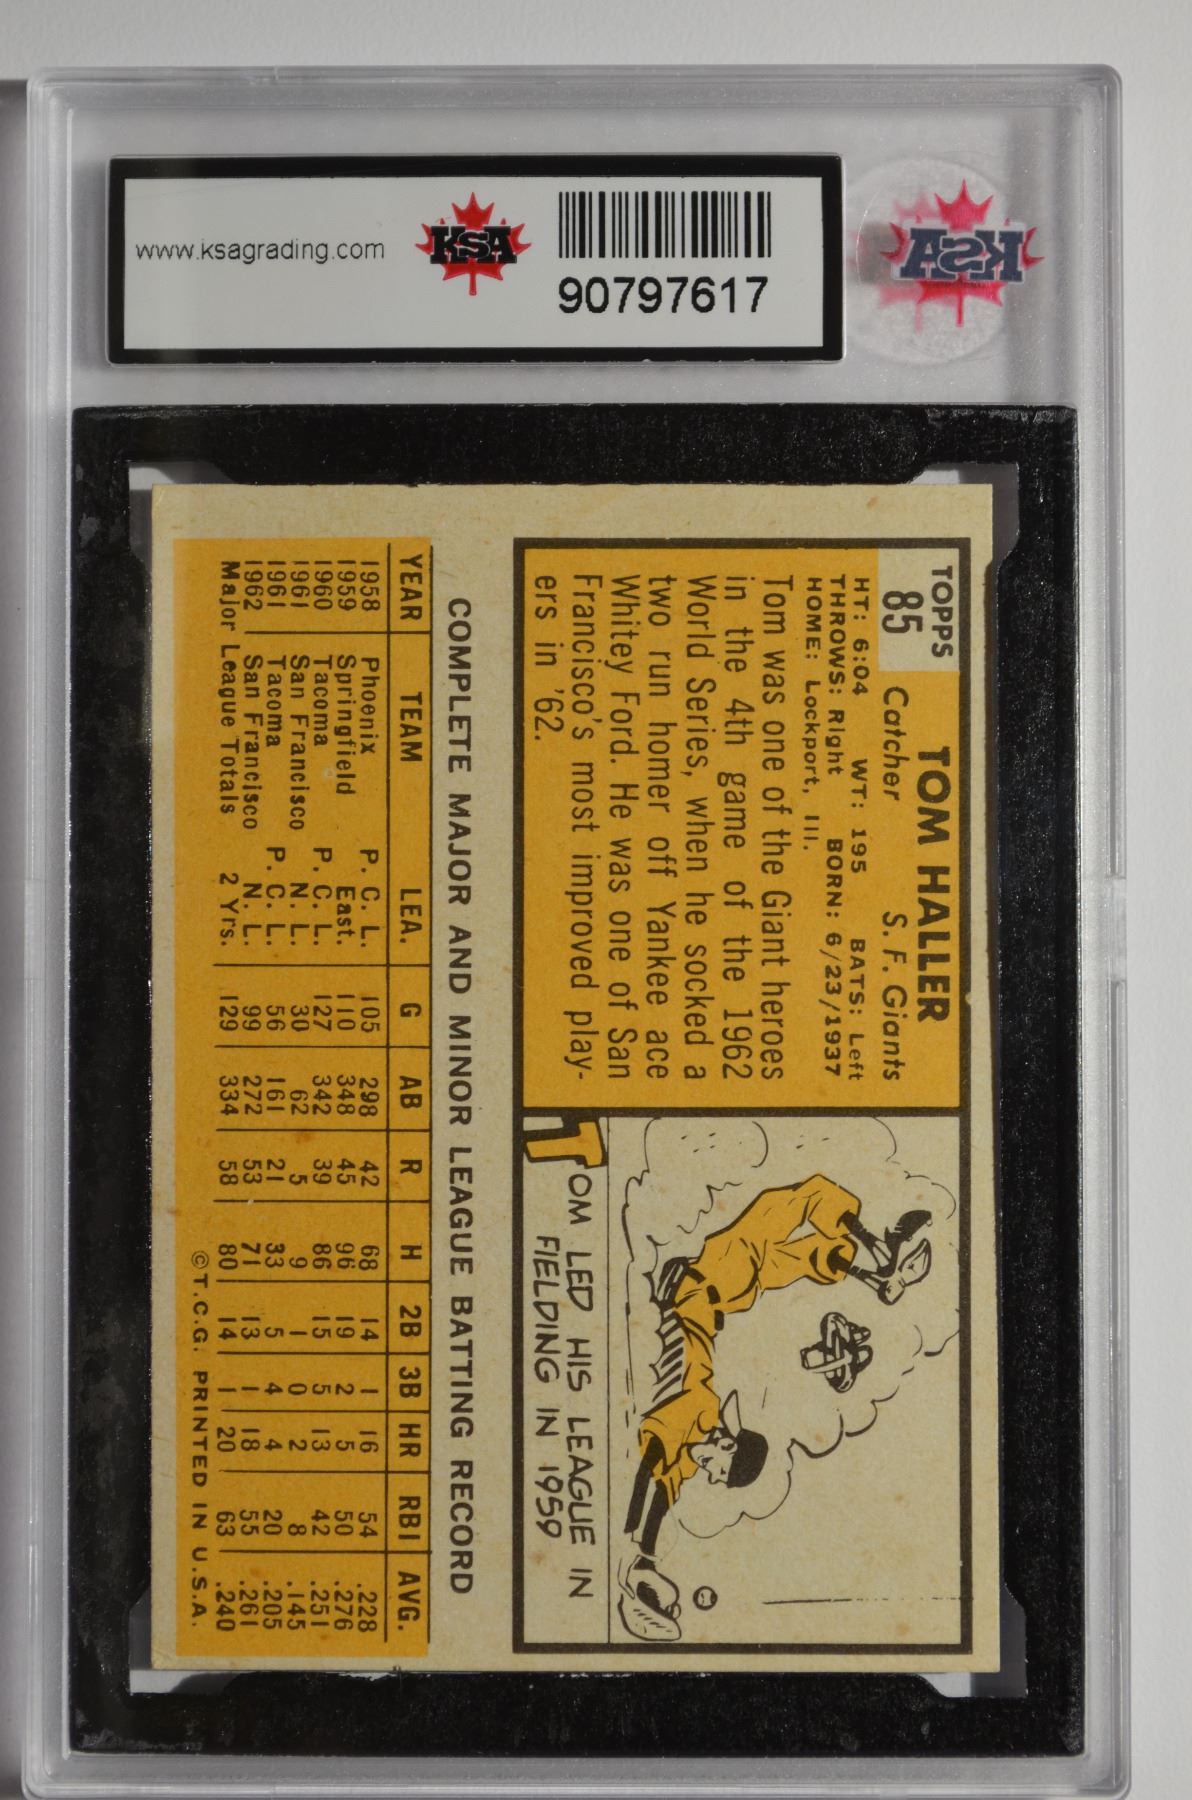 www.ksagrading.com
KSA
90797617
KSA
TOPPS
85
TOM HALLER
Catcher S. F. Giants
HT: 6:04 WT: 195 BATS: Left
THROWS: Right BORN: 6/23/1937
HOME: Lockport, Ill.
Tom was one of the Giant heroes
in the 4th game of the 1962
World Series, when he socked a
two run homer off Yankee ace
Whitey Ford. He was one of San
Francisco's most improved play-
ers in '62.
TOM LED HIS LEAGUE IN
FIELDING IN 1959
COMPLETE MAJOR AND MINOR LEAGUE BATTING RECORD
YEAR TEAM LEA. G AB R H 2B 3B HR RBI AVG.
1958 Phoenix P. C. L. 105 298 42 68 14 1 16 54 .228
1959 Springfield East. 110 348 45 96 19 2 5 50 .276
1960 Tacoma P. C. L. 127 342 39 86 15 5 13 42 .251
1961 San Francisco N. L. 30 62 5 9 1 0 2 8 .145
1961 Tacoma P. C. L. 56 161 21 33 5 4 4 20 .205
1962 San Francisco N. L. 99 272 53 71 13 1 18 55 .261
Major League Totals 2 Yrs. 129 334 58 80 14 1 20 63 .240
©T.C.G. PRINTED IN U.S.A.